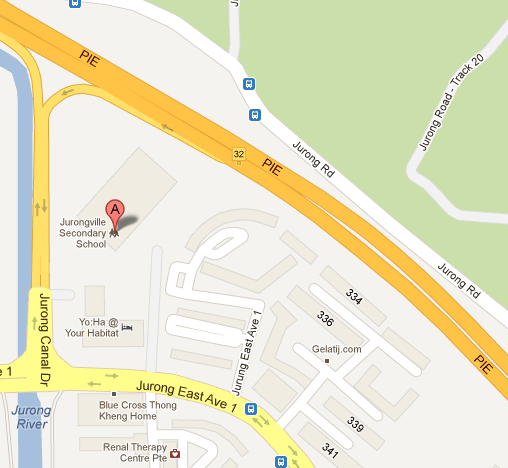 PIE
Jurong Road - Track 20
32
PIE
Jurong Rd
A
Jurongville
Secondary
School
Jurong Rd
334
336
Jurong Canal Dr
Yo:Ha @
Your Habitat
Jurung East Ave 1
Gelatij.com
PIE
e 1
Jurong East Ave 1
Jurong
River
Blue Cross Thong
Kheng Home
339
341
Renal Therapy
Centre Pte